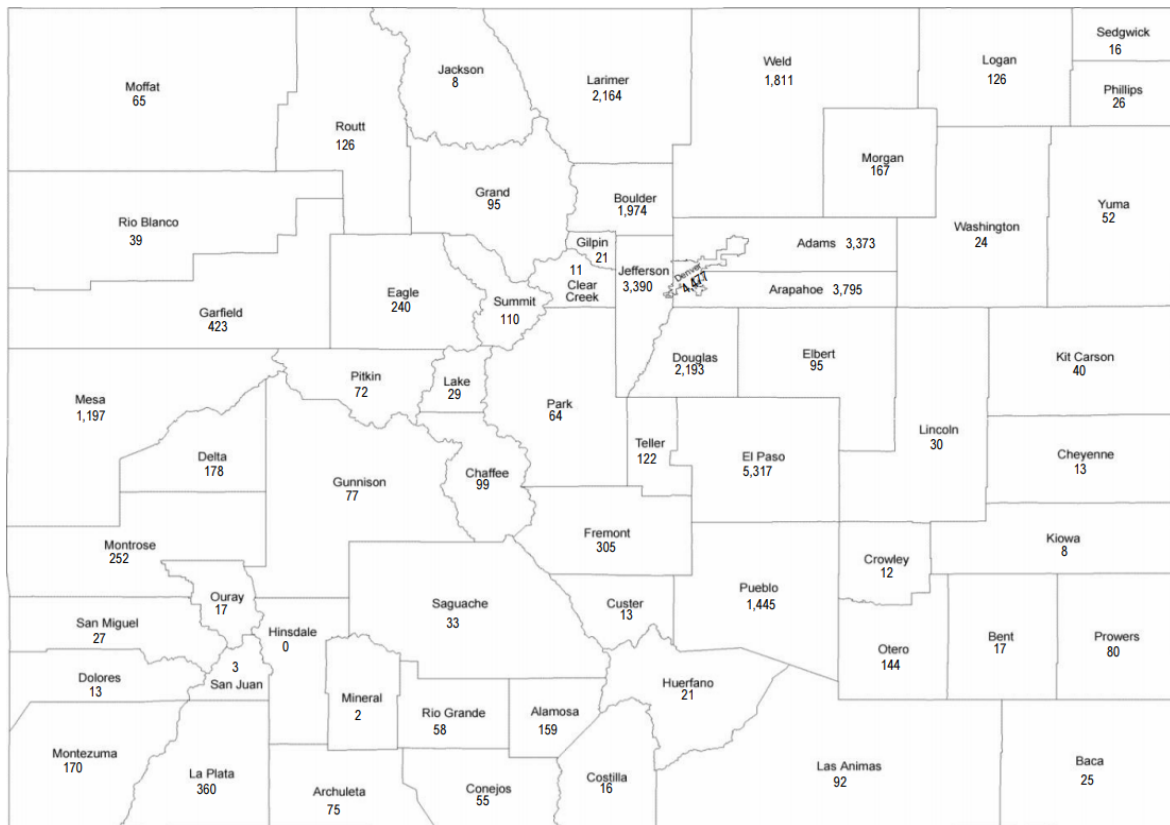 Sedgwick
16
Jackson
8
Larimer
2,164
Weld
1,811
Logan
126
Moffat
65
Phillips
26
Routt
126
Morgan
167
Grand
95
Boulder
1,974
Yuma
52
Rio Blanco
39
Washington
24
Gilpin
21
Adams 3,373
11
Clear
Creek
Jefferson
3,390
Denver
4,477
Arapahoe 3,795
Eagle
240
Summit
110
Garfield
423
Douglas
2,193
Elbert
95
Kit Carson
40
Pitkin
72
Lake
29
Mesa
1,197
Park
64
Lincoln
30
Teller
122
El Paso
5,317
Cheyenne
13
Delta
178
Gunnison
77
Chaffee
99
Fremont
305
Kiowa
8
Montrose
252
Crowley
12
Pueblo
1,445
Ouray
17
Saguache
33
Custer
13
San Miguel
27
Hinsdale
0
Otero
144
Bent
17
Prowers
80
3
San Juan
Dolores
13
Mineral
2
Huerfano
21
Rio Grande
58
Alamosa
159
Montezuma
170
La Plata
360
Archuleta
75
Conejos
55
Costilla
16
Las Animas
92
Baca
25